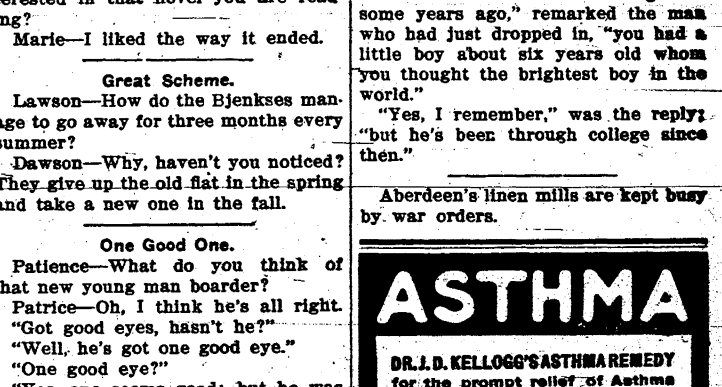 ng?
Marie—I liked the way it ended.
Great Scheme.
Lawson—How do the Bjenkses man-
age to go away for three months every
summer?
Dawson—Why, haven't you noticed?
They give up the old flat in the spring
and take a new one in the fall.
One Good One.
Patience—What do you think of
that new young man boarder?
Patrice—Oh, I think he's all right.
"Got good eyes, hasn't he?"
"Well, he's got one good eye."
"One good eye?"
some years ago," remarked the man
who had just dropped in, "you had a
little boy about six years old whom
you thought the brightest boy in the
world."
"Yes, I remember," was the reply;
"but he's been through college since
then."
Aberdeen's linen mills are kept busy
by war orders.
ASTHMA
DR. J. D. KELLOGG'S ASTHMA REMEDY
for the prompt relief of Asthma